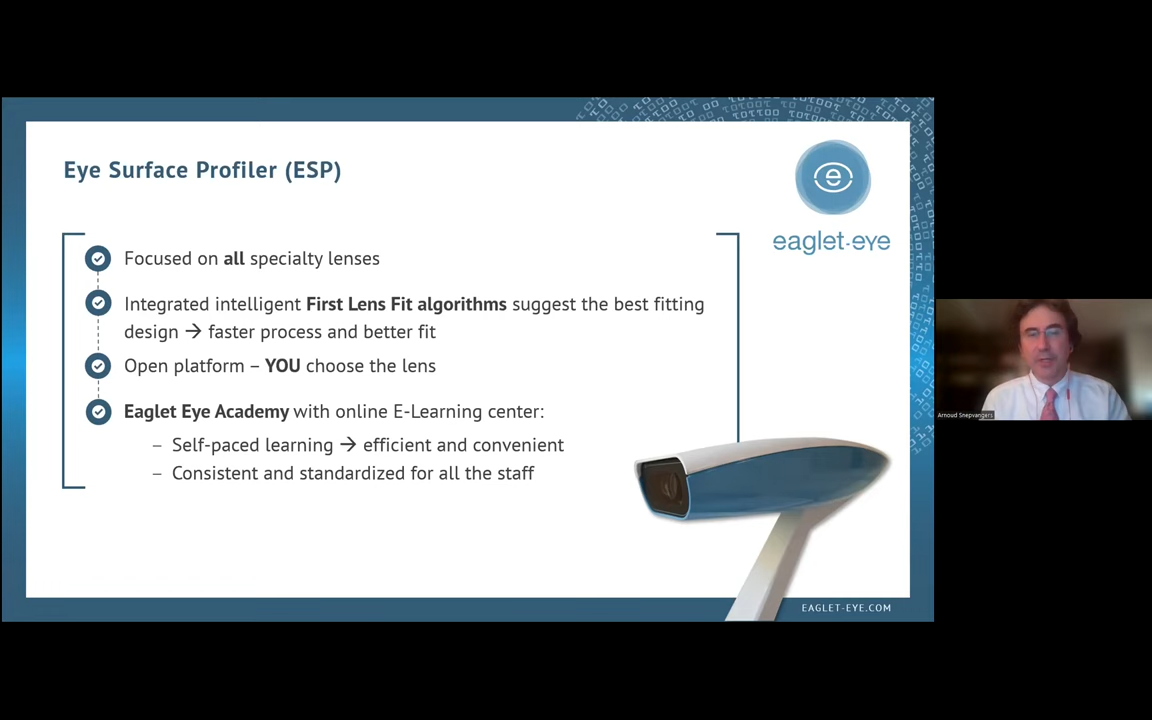 Eye Surface Profiler (ESP)
eaglet-eye
Focused on all specialty lenses
Integrated intelligent First Lens Fit algorithms suggest the best fitting
design → faster process and better fit
Open platform – YOU choose the lens
Eaglet Eye Academy with online E-Learning center:
– Self-paced learning → efficient and convenient
– Consistent and standardized for all the staff
EAGLET-EYE.COM
Arnoud Snepvangers